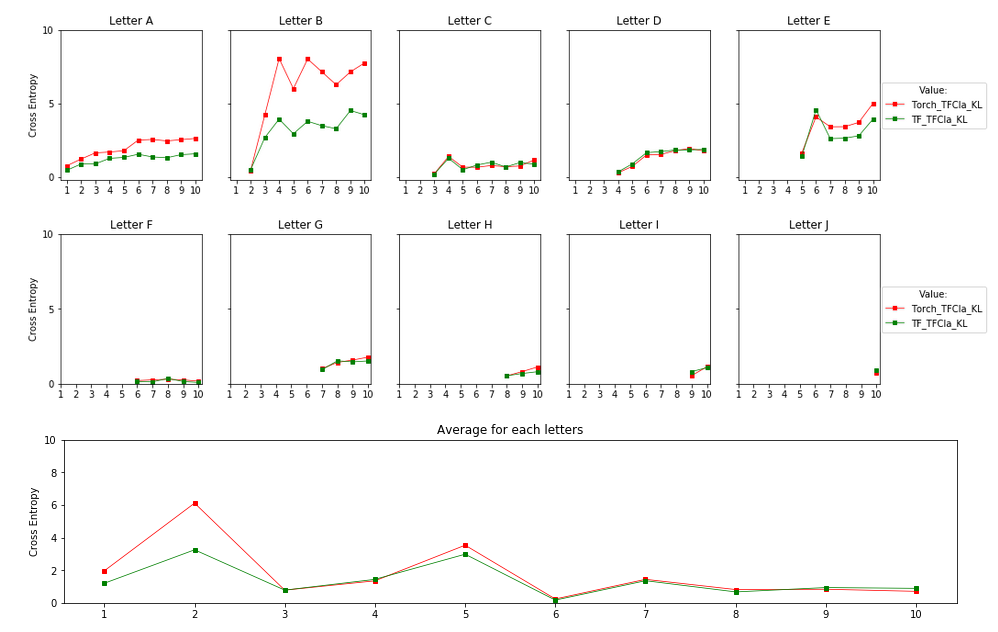 Letter A Letter B Letter C Letter D Letter E
10
5
0
Cross Entropy
1 2 3 4 5 6 7 8 9 10 1 2 3 4 5 6 7 8 9 10 1 2 3 4 5 6 7 8 9 10 1 2 3 4 5 6 7 8 9 10 1 2 3 4 5 6 7 8 9 10
Value:
Torch_TFCla_KL
TF_TFCla_KL
Letter F Letter G Letter H Letter I Letter J
10
5
0
Cross Entropy
1 2 3 4 5 6 7 8 9 10 1 2 3 4 5 6 7 8 9 10 1 2 3 4 5 6 7 8 9 10 1 2 3 4 5 6 7 8 9 10 1 2 3 4 5 6 7 8 9 10
Value:
Torch_TFCla_KL
TF_TFCla_KL
Average for each letters
10
8
6
4
2
0
Cross Entropy
1 2 3 4 5 6 7 8 9 10